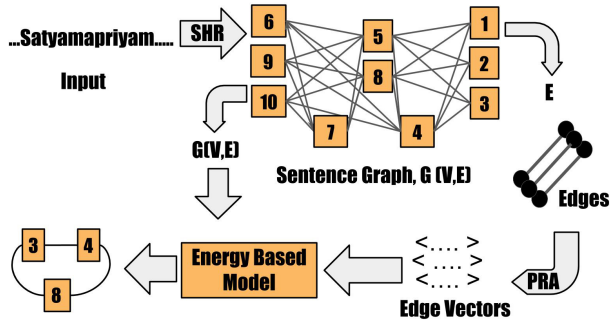 ...Satyamapriyam.....
Input
SHR
6
9
10
5
8
7
4
1
2
3
E
G(V,E)
Sentence Graph, G (V,E)
Edges
3
4
8
Energy Based
Model
<.... >
<.... >
<.... >
Edge Vectors
PRA